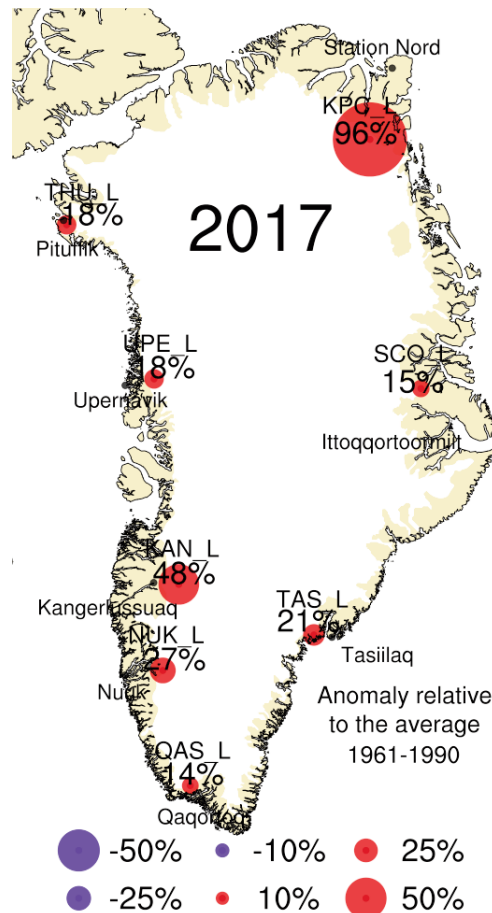 Station Nord
KPC_L
96%
THU_L
18%
Pituffik
2017
UPE_L
18%
Upernavik
SCO_L
15%
Ittoqqortoormiit
KAN_L
48%
Kangerlussuaq
TAS_L
21%
Tasiilaq
NUK_L
27%
Nuuk
Anomaly relative
to the average
1961-1990
QAS_L
14%
Qaqortoq
-50% -10% 25%
-25% 10% 50%